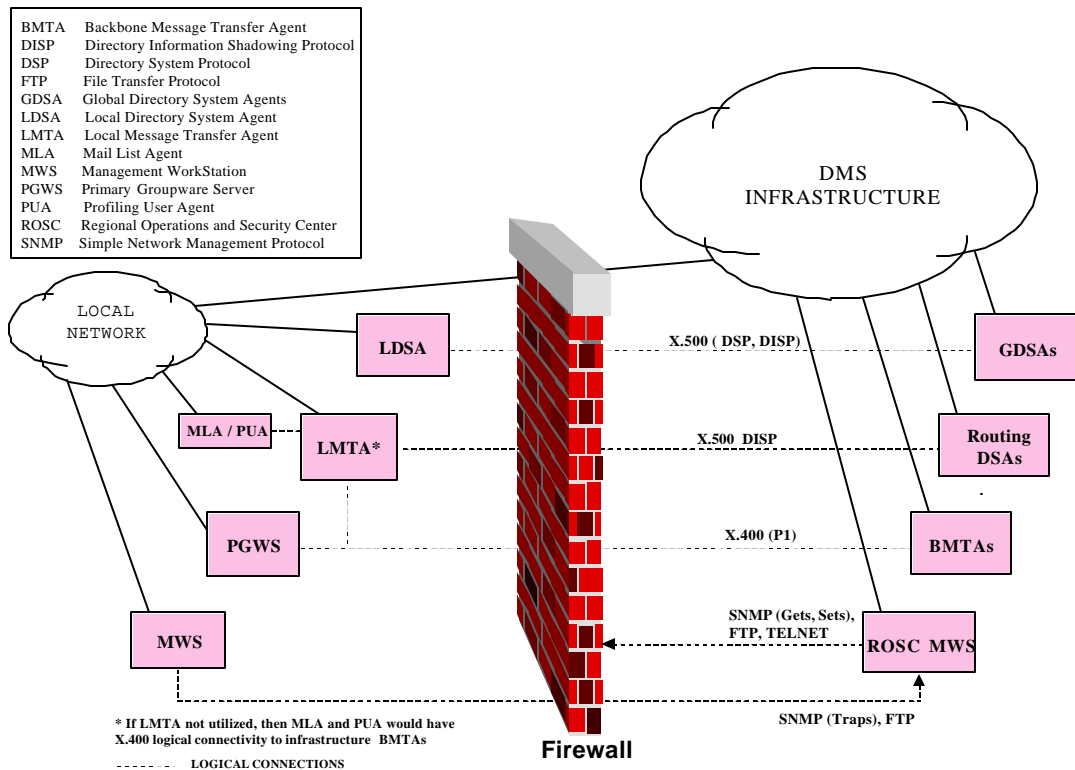 BMTA Backbone Message Transfer Agent
DISP Directory Information Shadowing Protocol
DSP Directory System Protocol
FTP File Transfer Protocol
GDSA Global Directory System Agents
LDSA Local Directory System Agent
LMTA Local Message Transfer Agent
MLA Mail List Agent
MWS Management WorkStation
PGWS Primary Groupware Server
PUA Profiling User Agent
ROSC Regional Operations and Security Center
SNMP Simple Network Management Protocol
DMS
INFRASTRUCTURE
LOCAL
NETWORK
LDSA
X.500 ( DSP, DISP)
GDSAs
MLA / PUA
LMTA*
X.500 DISP
Routing
DSAs
PGWS
X.400 (P1)
BMTAs
MWS
SNMP (Gets, Sets),
FTP, TELNET
ROSC MWS
SNMP (Traps), FTP
* If LMTA not utilized, then MLA and PUA would have
X.400 logical connectivity to infrastructure BMTAs
Firewall
LOGICAL CONNECTIONS